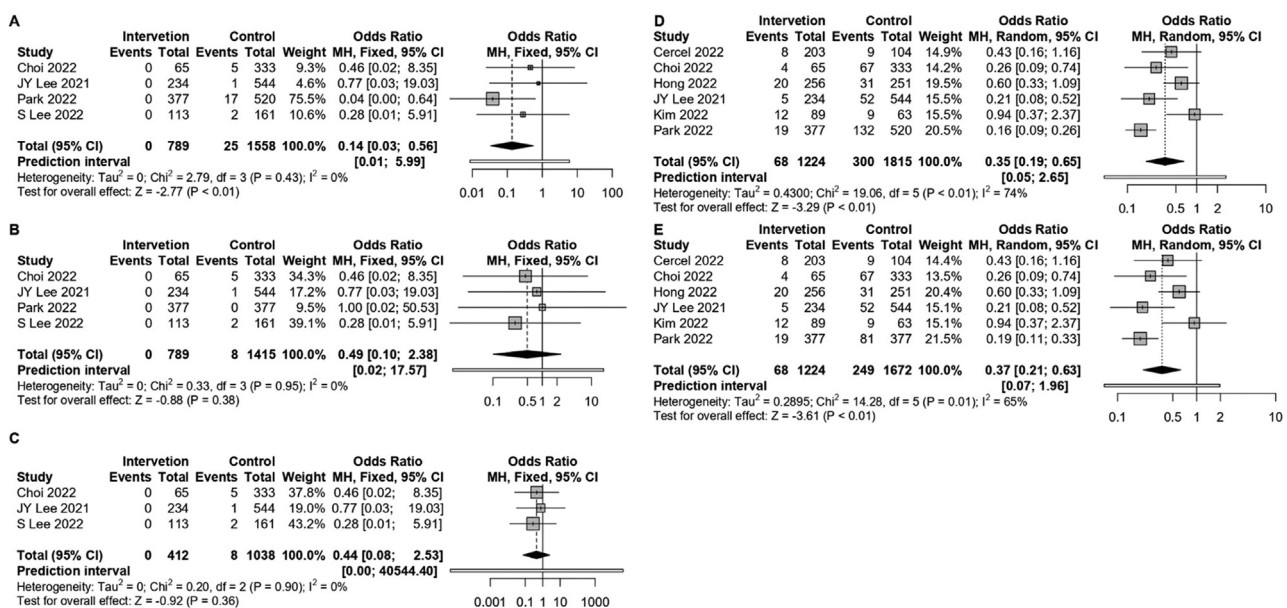 A
Intervetion Control Odds Ratio Odds Ratio
Study Events Total Events Total Weight MH, Fixed, 95% CI MH, Fixed, 95% CI
Choi 2022 0 65 5 333 9.3% 0.46 [0.02; 8.35]
JY Lee 2021 0 234 1 544 4.6% 0.77 [0.03; 19.03]
Park 2022 0 377 17 520 75.5% 0.04 [0.00; 0.64]
S Lee 2022 0 113 2 161 10.6% 0.28 [0.01; 5.91]
Total (95% CI) 0 789 25 1558 100.0% 0.14 [0.03; 0.56]
Prediction interval [0.01; 5.99]
Heterogeneity: Tau² = 0; Chi² = 2.79, df = 3 (P = 0.43); I² = 0%
Test for overall effect: Z = -2.77 (P < 0.01)
0.1 1 10 100
B
Intervetion Control Odds Ratio Odds Ratio
Study Events Total Events Total Weight MH, Fixed, 95% CI MH, Fixed, 95% CI
Choi 2022 0 65 5 333 34.3% 0.46 [0.02; 8.35]
JY Lee 2021 0 234 1 544 17.2% 0.77 [0.03; 19.03]
Park 2022 0 377 0 377 9.5% 1.00 [0.02; 50.53]
S Lee 2022 0 113 2 161 39.1% 0.28 [0.01; 5.91]
Total (95% CI) 0 789 8 1415 100.0% 0.49 [0.10; 2.38]
Prediction interval [0.02; 17.57]
Heterogeneity: Tau² = 0; Chi² = 0.33, df = 3 (P = 0.95); I² = 0%
Test for overall effect: Z = -0.88 (P = 0.38)
0.1 0.5 1 2 10
C
Intervetion Control Odds Ratio Odds Ratio
Study Events Total Events Total Weight MH, Fixed, 95% CI MH, Fixed, 95% CI
Choi 2022 0 65 5 333 37.8% 0.46 [0.02; 8.35]
JY Lee 2021 0 234 1 544 19.0% 0.77 [0.03; 19.03]
S Lee 2022 0 113 2 161 43.2% 0.28 [0.01; 5.91]
Total (95% CI) 0 412 8 1038 100.0% 0.44 [0.08; 2.53]
Prediction interval [0.00; 40544.40]
Heterogeneity: Tau² = 0; Chi² = 0.20, df = 2 (P = 0.90); I² = 0%
Test for overall effect: Z = -0.92 (P = 0.36)
0.001 0.1 1 10 1000
D
Intervetion Control Odds Ratio Odds Ratio
Study Events Total Events Total Weight MH, Random, 95% CI MH, Random, 95% CI
Cercel 2022 8 203 9 104 14.9% 0.43 [0.16; 1.16]
Choi 2022 4 65 67 333 13.5% 0.26 [0.09; 0.74]
Hong 2022 20 256 31 251 19.5% 0.60 [0.33; 1.09]
JY Lee 2021 5 234 52 544 15.5% 0.21 [0.08; 0.52]
Kim 2022 12 89 9 63 15.6% 0.94 [0.37; 2.37]
Park 2022 19 377 132 520 20.5% 0.16 [0.09; 0.26]
Total (95% CI) 68 1224 300 1815 100.0% 0.35 [0.19; 0.65]
Prediction interval [0.05; 2.65]
Heterogeneity: Tau² = 0.4300; Chi² = 19.06, df = 5 (P < 0.01); I² = 74%
Test for overall effect: Z = -3.29 (P < 0.01)
0.1 0.5 1 2 10
E
Intervetion Control Odds Ratio Odds Ratio
Study Events Total Events Total Weight MH, Random, 95% CI MH, Random, 95% CI
Cercel 2022 8 203 9 104 14.4% 0.43 [0.16; 1.16]
Choi 2022 4 65 67 333 13.2% 0.26 [0.09; 0.74]
Hong 2022 20 256 31 251 20.4% 0.60 [0.33; 1.09]
JY Lee 2021 5 234 52 544 15.4% 0.21 [0.08; 0.52]
Kim 2022 12 89 9 63 15.1% 0.94 [0.37; 2.37]
Park 2022 19 377 81 377 21.5% 0.19 [0.11; 0.33]
Total (95% CI) 68 1224 249 1672 100.0% 0.37 [0.21; 0.63]
Prediction interval [0.07; 1.96]
Heterogeneity: Tau² = 0.2895; Chi² = 14.28, df = 5 (P = 0.01); I² = 65%
Test for overall effect: Z = -3.61 (P < 0.01)
0.1 0.5 1 2 10